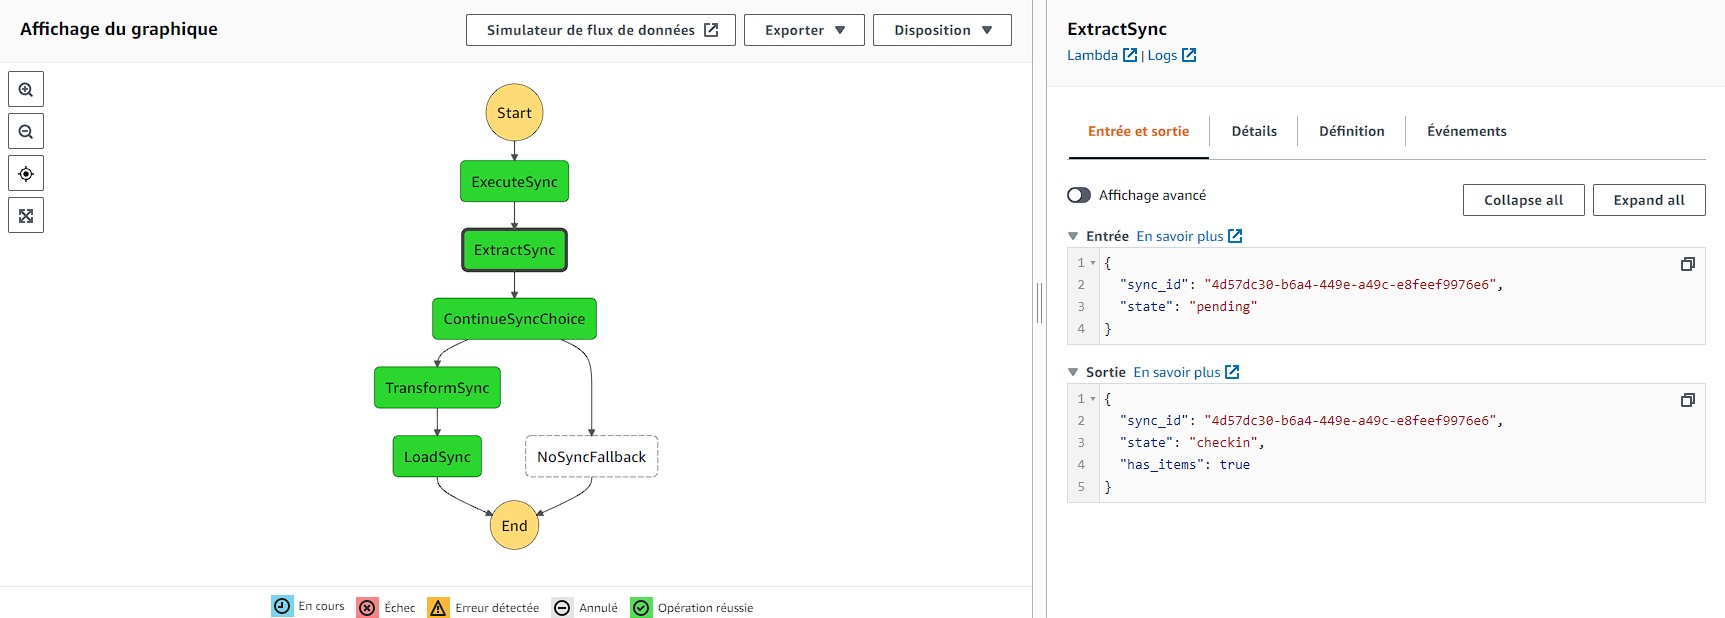 Affichage du graphique
Simulateur de flux de données
Exporter
Disposition
Start
ExecuteSync
ExtractSync
ContinueSyncChoice
TransformSync
LoadSync
NoSyncFallback
End
En cours
Échec
Erreur détectée
Annulé
Opération réussie
ExtractSync
Lambda | Logs
Entrée et sortie
Détails
Définition
Événements
Affichage avancé
Collapse all
Expand all
Entrée En savoir plus
1 {
2 "sync_id": "4d57dc30-b6a4-449e-a49c-e8feef9976e6",
3 "state": "pending"
4 }
Sortie En savoir plus
1 {
2 "sync_id": "4d57dc30-b6a4-449e-a49c-e8feef9976e6",
3 "state": "checkin",
4 "has_items": true
5 }